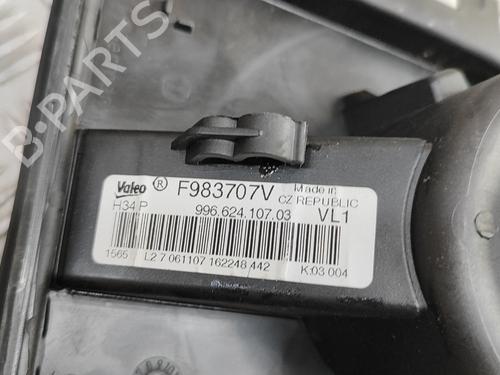 B-PARTS
Valeo ® F983707V Made in
CZ REPUBLIC
H34 P 996.624.107.03 VL1
1565 L2 7 061107 162248 442 K:03 004